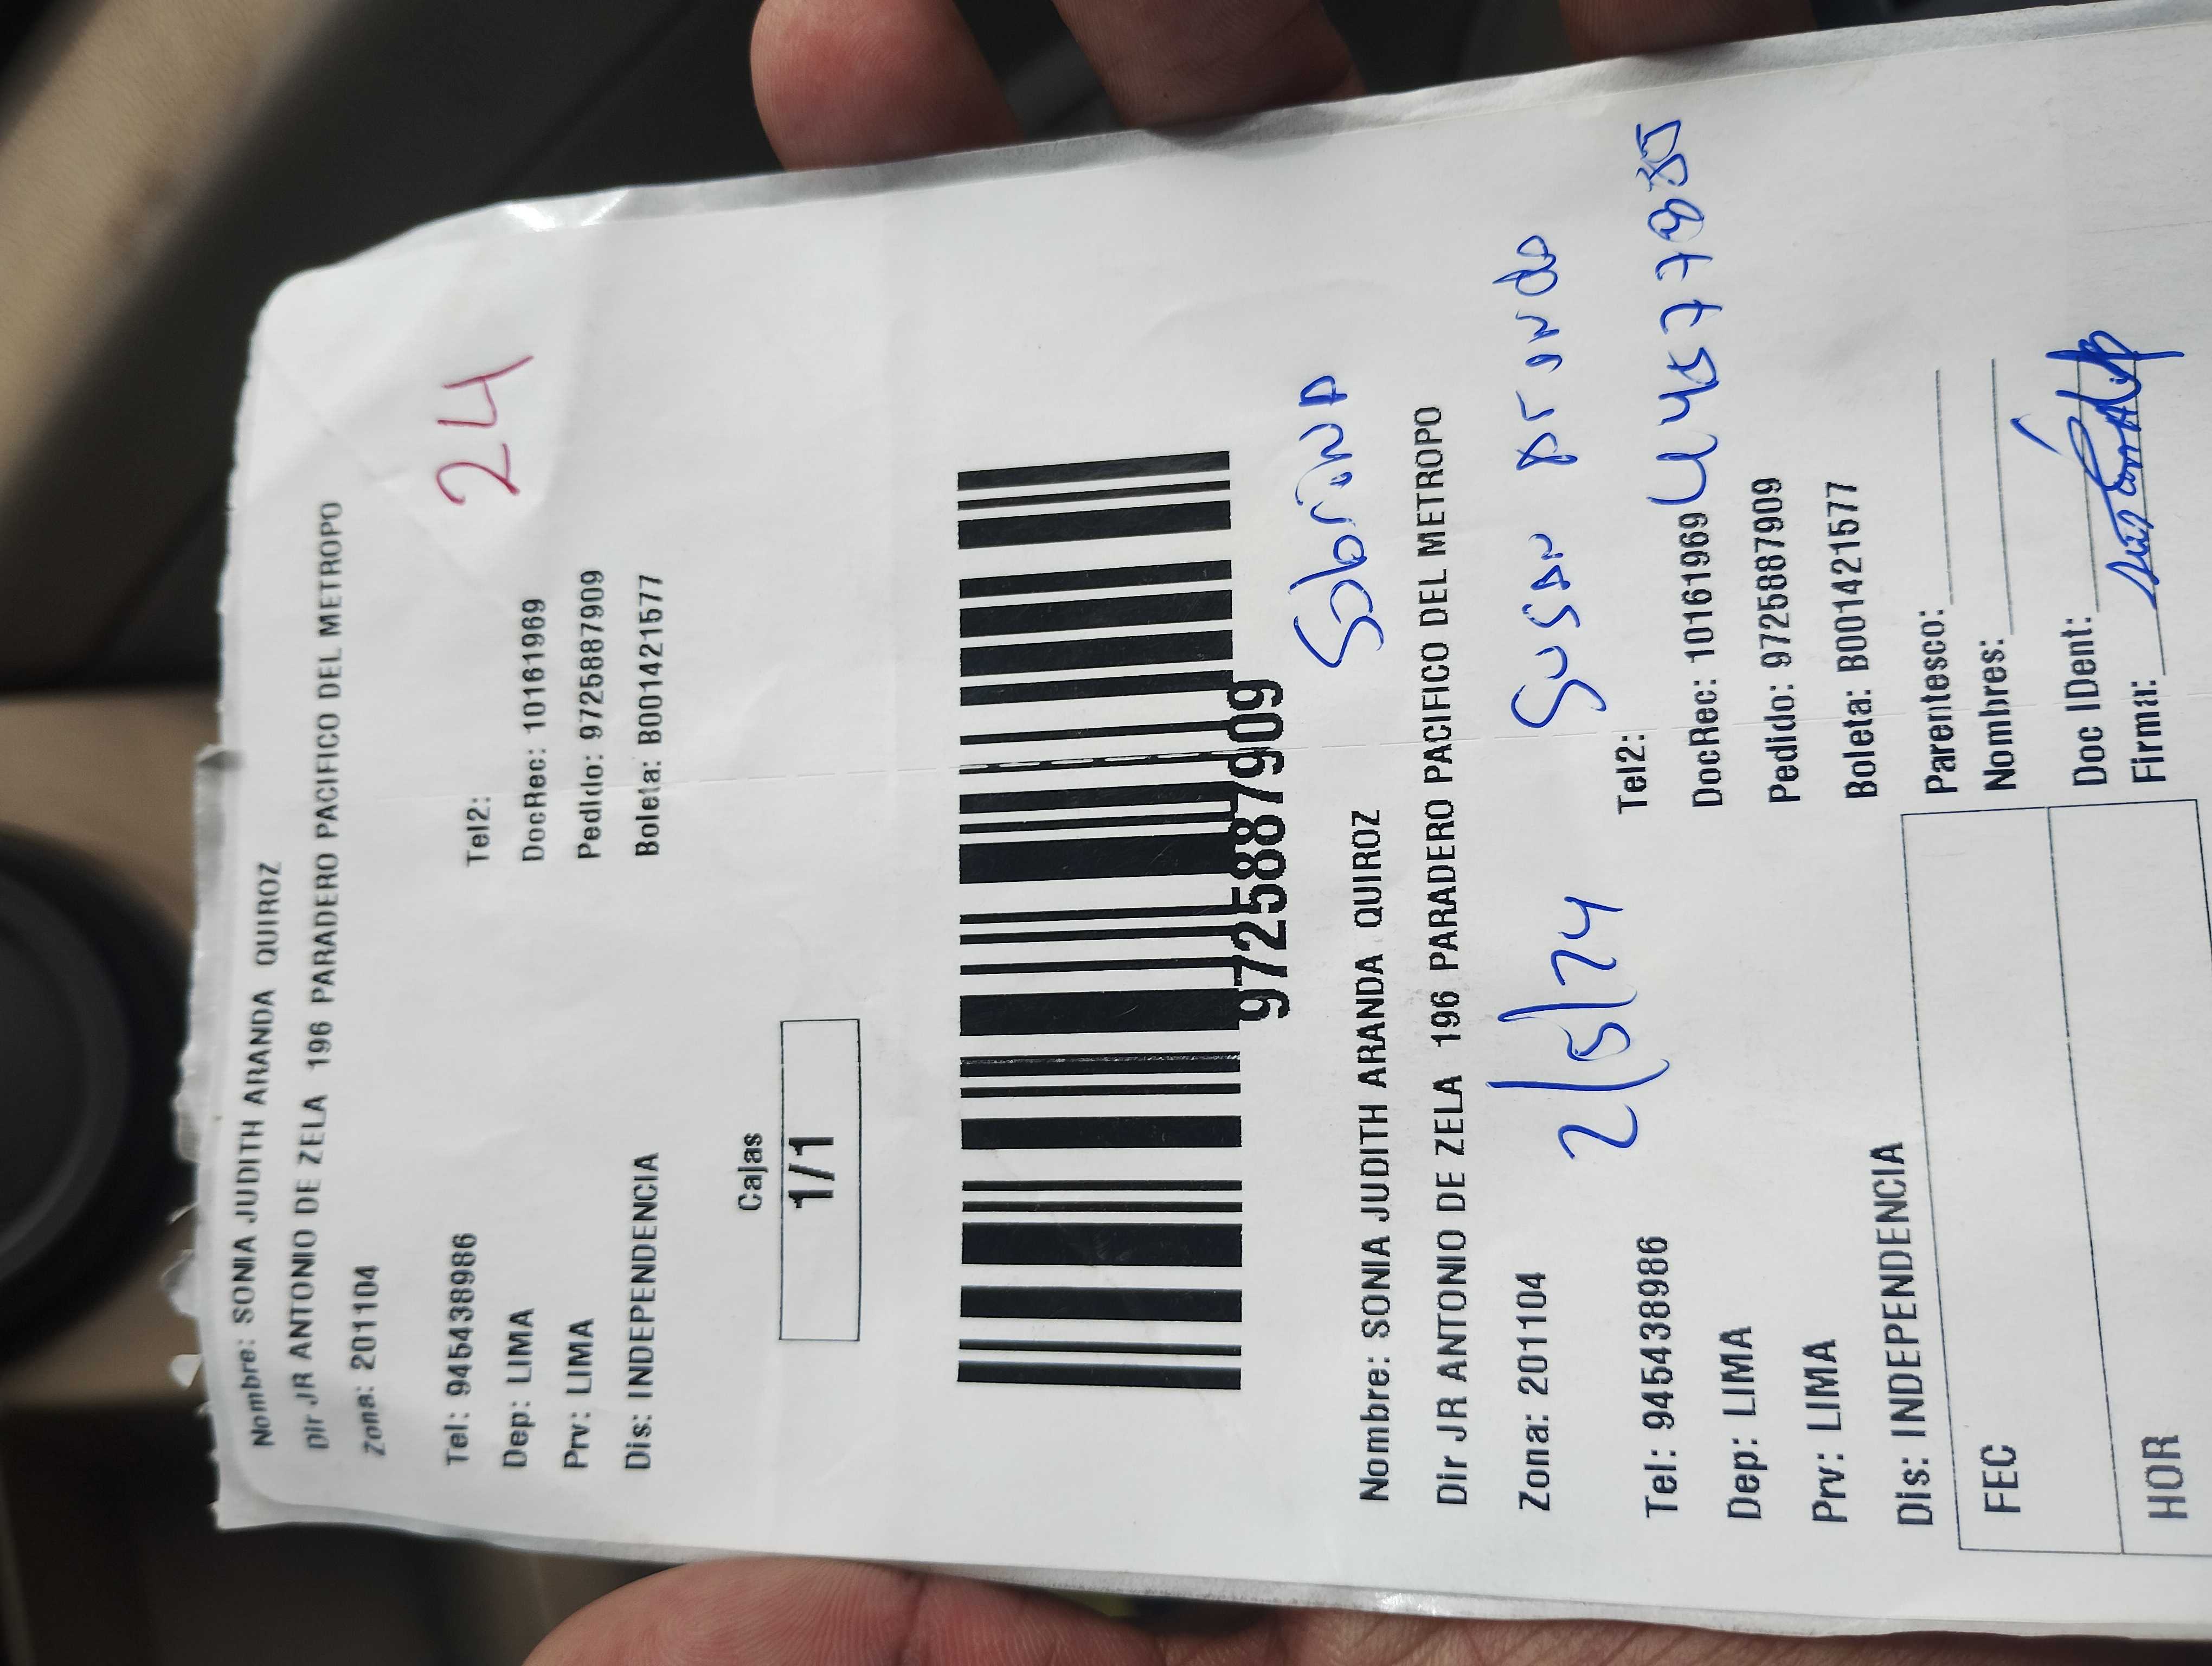 Nombre: SONIA JUDITH ARANDA QUIROZ
Dir JR ANTONIO DE ZELA 196 PARADERO PACIFICO DEL METROPO
Zona: 201104
24
Tel: 945438986 Tel2:
Dep: LIMA DocRec: 10161969
Prv: LIMA Pedido: 9725887909
Dis: INDEPENDENCIA Boleta: B001421577
Cajas
1/1
9725887909
Sobrina
Nombre: SONIA JUDITH ARANDA QUIROZ
Dir JR ANTONIO DE ZELA 196 PARADERO PACIFICO DEL METROPO
Zona: 201104 2/5/24 SUSAN
Tel: 945438986 Tel2:
Dep: LIMA DocRec: 10161969
Prv: LIMA Pedido: 9725887909
Dis: INDEPENDENCIA Boleta: B001421577
FEC Parentesco:
Nombres:
HOR Doc IDent:
Firma: